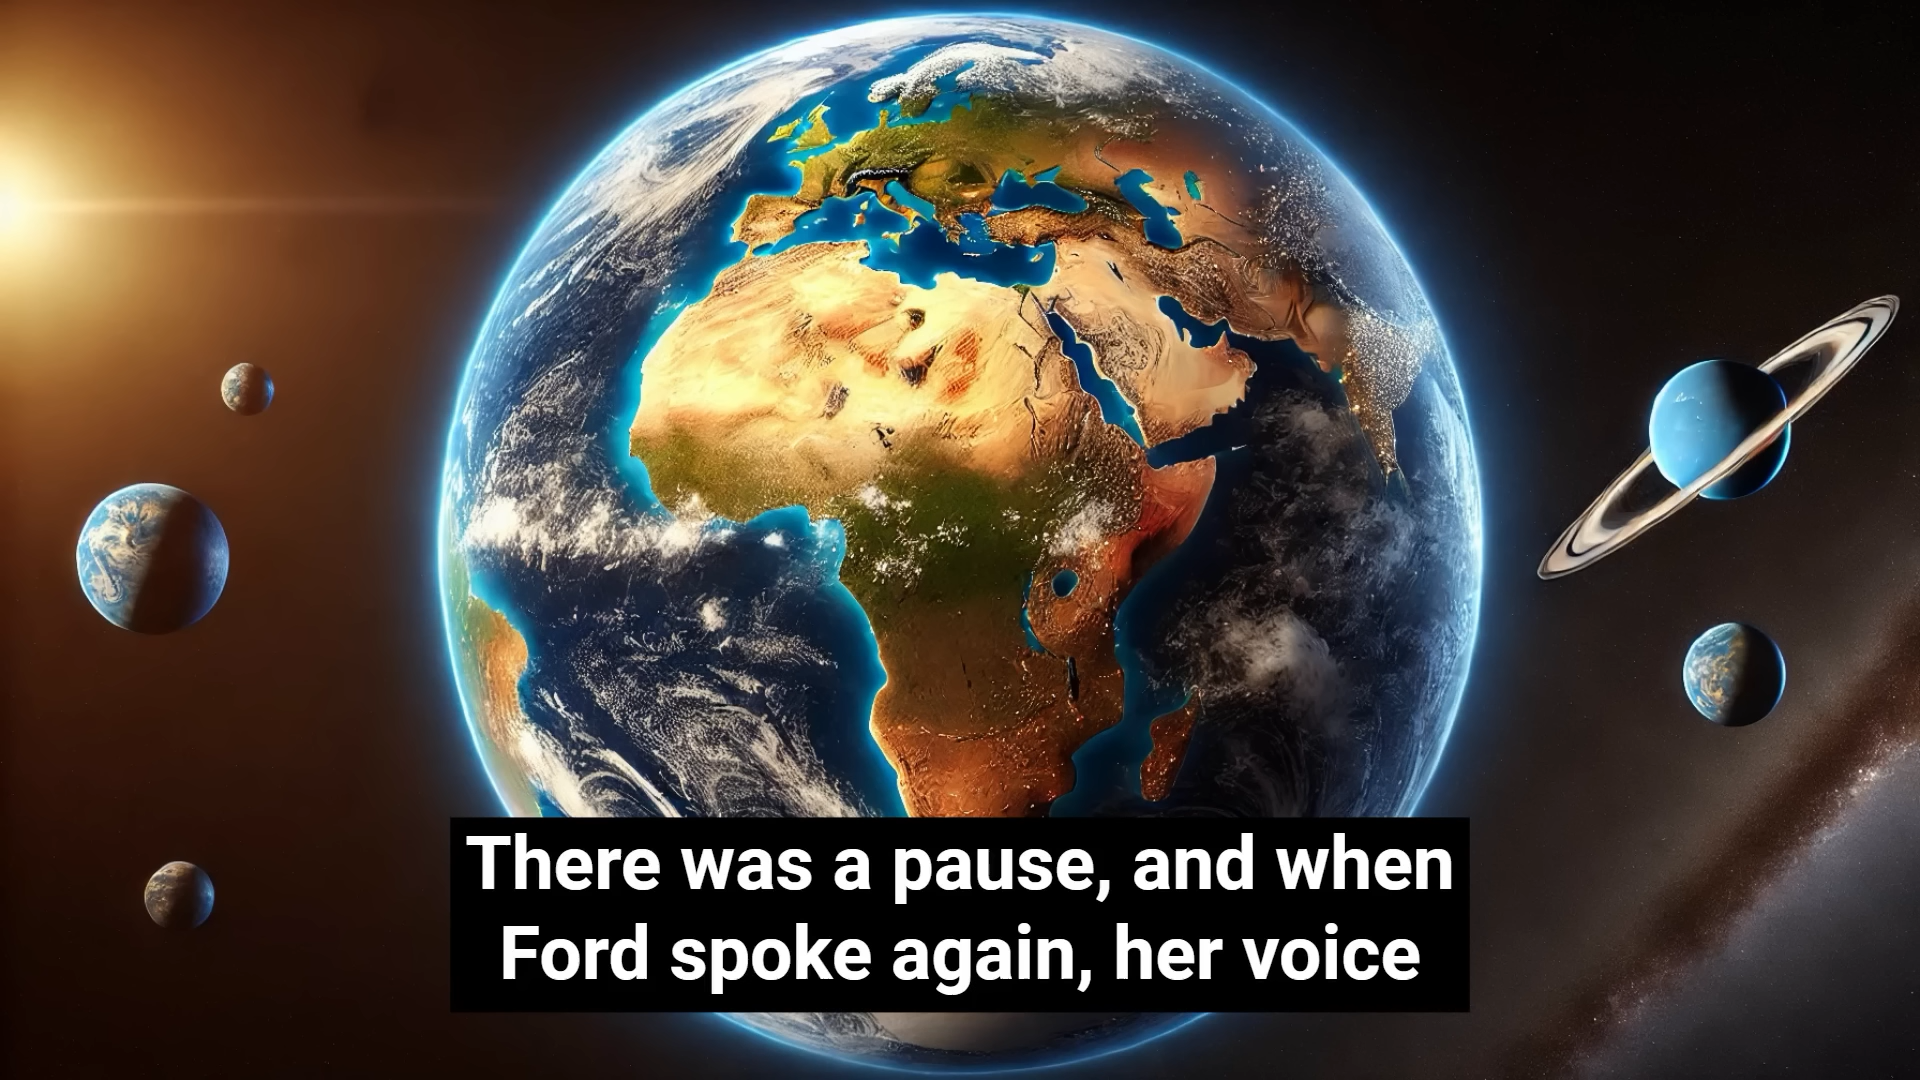 There was a pause, and when
Ford spoke again, her voice